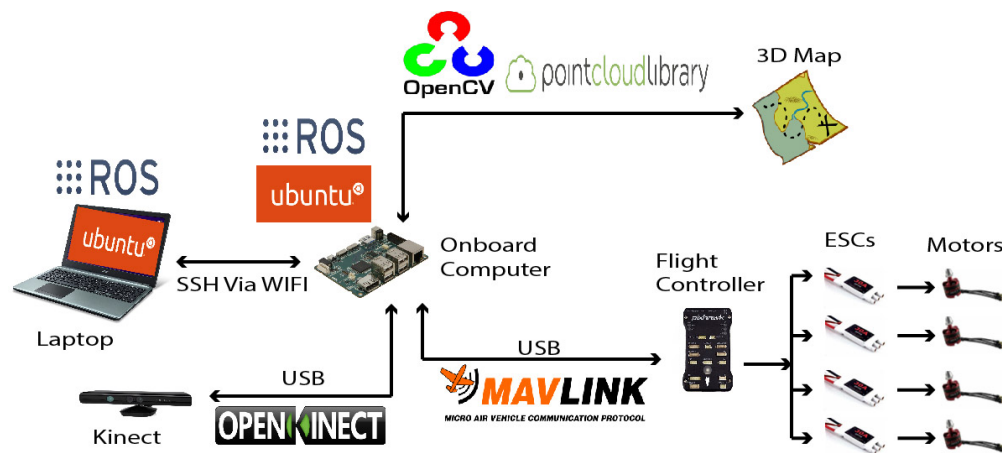 OpenCV
pointcloudlibrary
3D Map
ROS
ubuntu
ROS
ubuntu
SSH Via WIFI
Laptop
Onboard
Computer
Flight
Controller
ESCs
Motors
pixhawk
USB
USB
MAVLINK
MICRO AIR VEHICLE COMMUNICATION PROTOCOL
OPENKINECT
Kinect